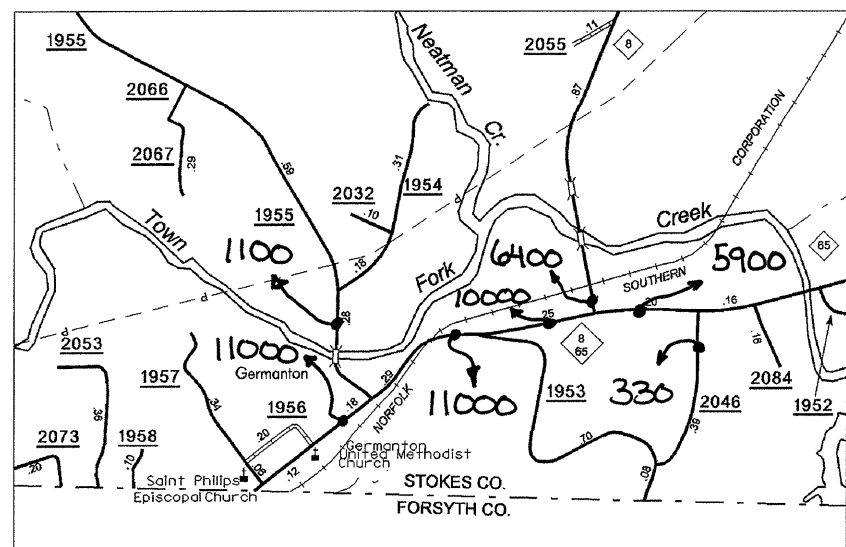 1955
2055
.11
8
Neatman
Cr.
.87
2066
2067
.29
.59
.31
2032
1954
.10
CORPORATION
P
1955
Town
1100
.18
Fork
Creek
6400
65
5900
SOUTHERN
10000
P
.28
.25
.20
.16
P
8
65
2053
1957
11000
Germanton
.29
NORFOLK
11000
1953
330
2046
.18
2084
1952
.34
1956
.18
.36
2073
1958
.20
.70
.39
Germanton
United Methodist
Church
.20
.10
.06
.12
.08
Saint Philips
Episcopal Church
STOKES CO.
FORSYTH CO.